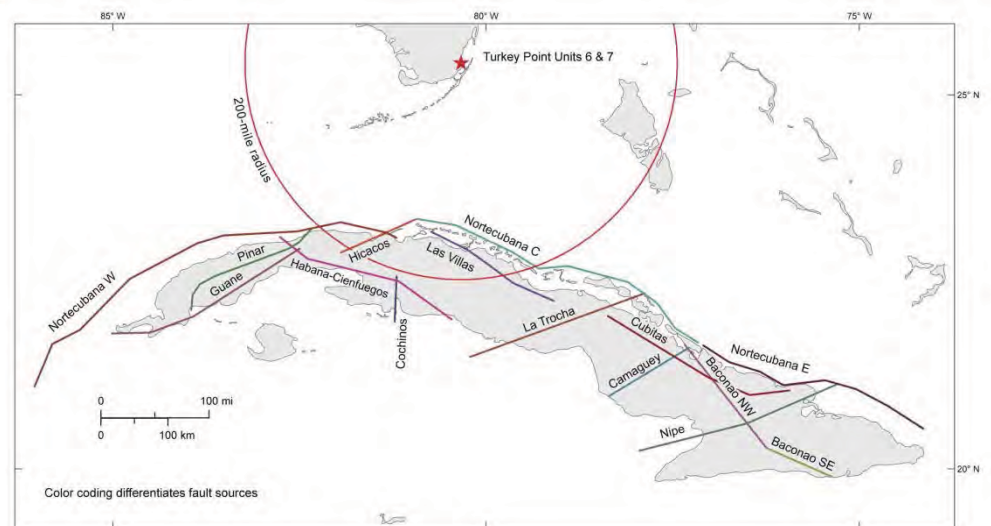 85° W
80° W
75° W
Turkey Point Units 6 & 7
25° N
200-mile radius
Nortecubana W
Pinar
Guane
Hicacos
Habana-Cienfuegos
Las Villas
Nortecubana C
Cochinos
La Trocha
Cubitas
Camaguey
Baconao NW
Nortecubana E
Nipe
Baconao SE
0 100 mi
0 100 km
20° N
Color coding differentiates fault sources